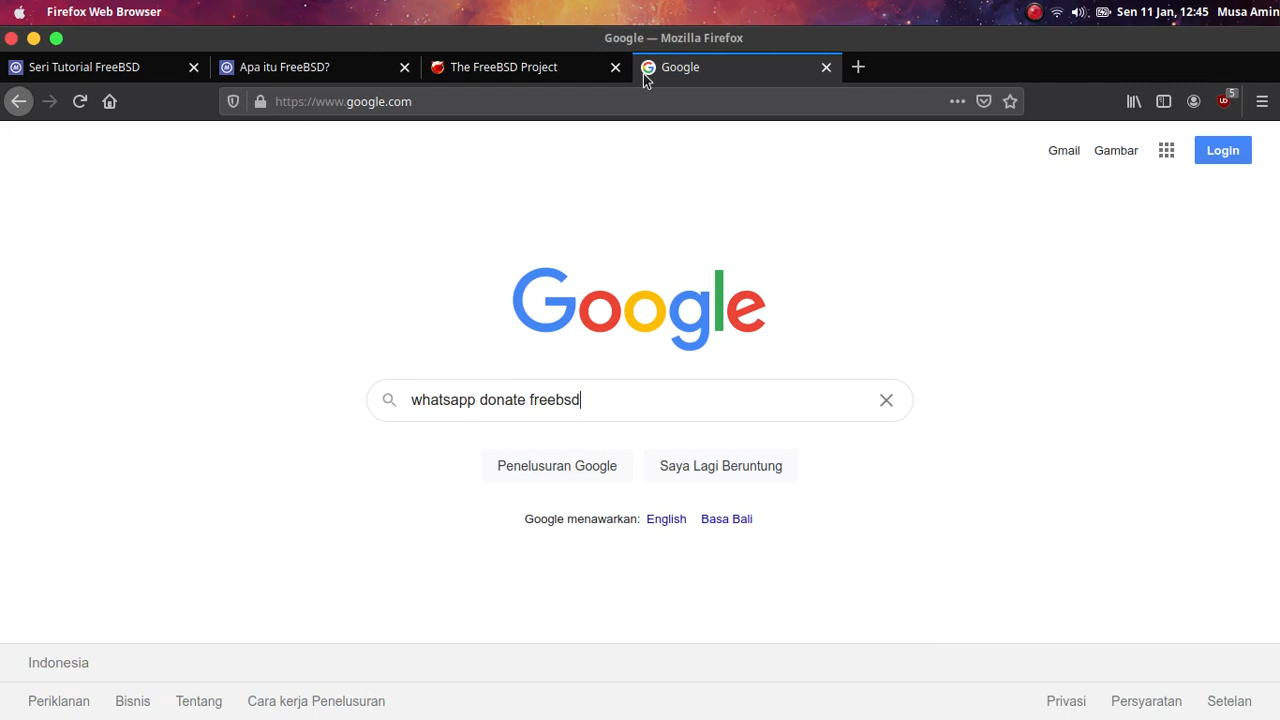 Firefox Web Browser
Sen 11 Jan, 12:45 Musa Amin
Google — Mozilla Firefox
Seri Tutorial FreeBSD
Apa itu FreeBSD?
The FreeBSD Project
Google
https://www.google.com
5
Gmail Gambar Login
Google
whatsapp donate freebsd
Penelusuran Google Saya Lagi Beruntung
Google menawarkan: English Basa Bali
Indonesia
Periklanan Bisnis Tentang Cara kerja Penelusuran Privasi Persyaratan Setelan